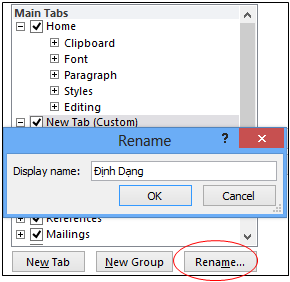 Main Tabs
Home
Clipboard
Font
Paragraph
Styles
Editing
New Tab (Custom)
Rename
? ×
Display name: Định Dạng
OK Cancel
References
Mailings
New Tab New Group Rename...